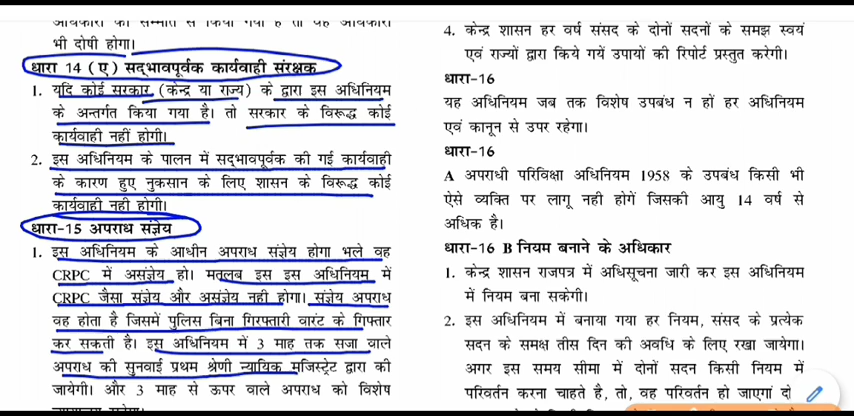 भी दोषी होगा।
धारा 14 (ए) सद्भावपूर्वक कार्यवाही संरक्षक
1. यदि कोई सरकार (केन्द्र या राज्य) के द्वारा इस अधिनियम
के अन्तर्गत किया गया है। तो सरकार के विरूद्ध कोई
कार्यवाही नहीं होगी।
2. इस अधिनियम के पालन में सद्भावपूर्वक की गई कार्यवाही
के कारण हुए नुकसान के लिए शासन के विरूद्ध कोई
कार्यवाही नही होगी।
धारा-15 अपराध संज्ञेय
1. इस अधिनियम के आधीन अपराध संज्ञेय होगा भले वह
CRPC में असंज्ञेय हो। मतलब इस इस अधिनियम में
CRPC जैसा संज्ञेय और असंज्ञेय नही होगा। संज्ञेय अपराध
वह होता है जिसमें पुलिस बिना गिरफ्तारी वारंट के गिफ्तार
कर सकती है। इस अधिनियम में 3 माह तक सजा वाले
अपराध की सुनवाई प्रथम श्रेणी न्यायिक मजिस्ट्रेट द्वारा की
जायेगी। और 3 माह से ऊपर वाले अपराध को विशेष
4. केन्द्र शासन हर वर्ष संसद के दोनों सदनों के समझ स्वयं
एवं राज्यों द्वारा किये गयें उपायों की रिपोर्ट प्रस्तुत करेगी।
धारा-16
यह अधिनियम जब तक विशेष उपबंध न हों हर अधिनियम
एवं कानून से उपर रहेगा।
धारा-16
A अपराधी परिविक्षा अधिनियम 1958 के उपबंध किसी भी
ऐसे व्यक्ति पर लागू नही होगें जिसकी आयु 14 वर्ष से
अधिक है।
धारा-16 B नियम बनाने के अधिकार
1. केन्द्र शासन राजपत्र में अधिसूचना जारी कर इस अधिनियम
में नियम बना सकेगी।
2. इस अधिनियम में बनाया गया हर नियम, संसद के प्रत्येक
सदन के समक्ष तीस दिन की अवधि के लिए रखा जायेगा।
अगर इस समय सीमा में दोनों सदन किसी नियम में
परिवर्तन करना चाहते है, तो, वह परिवर्तन हो जाएगां दो